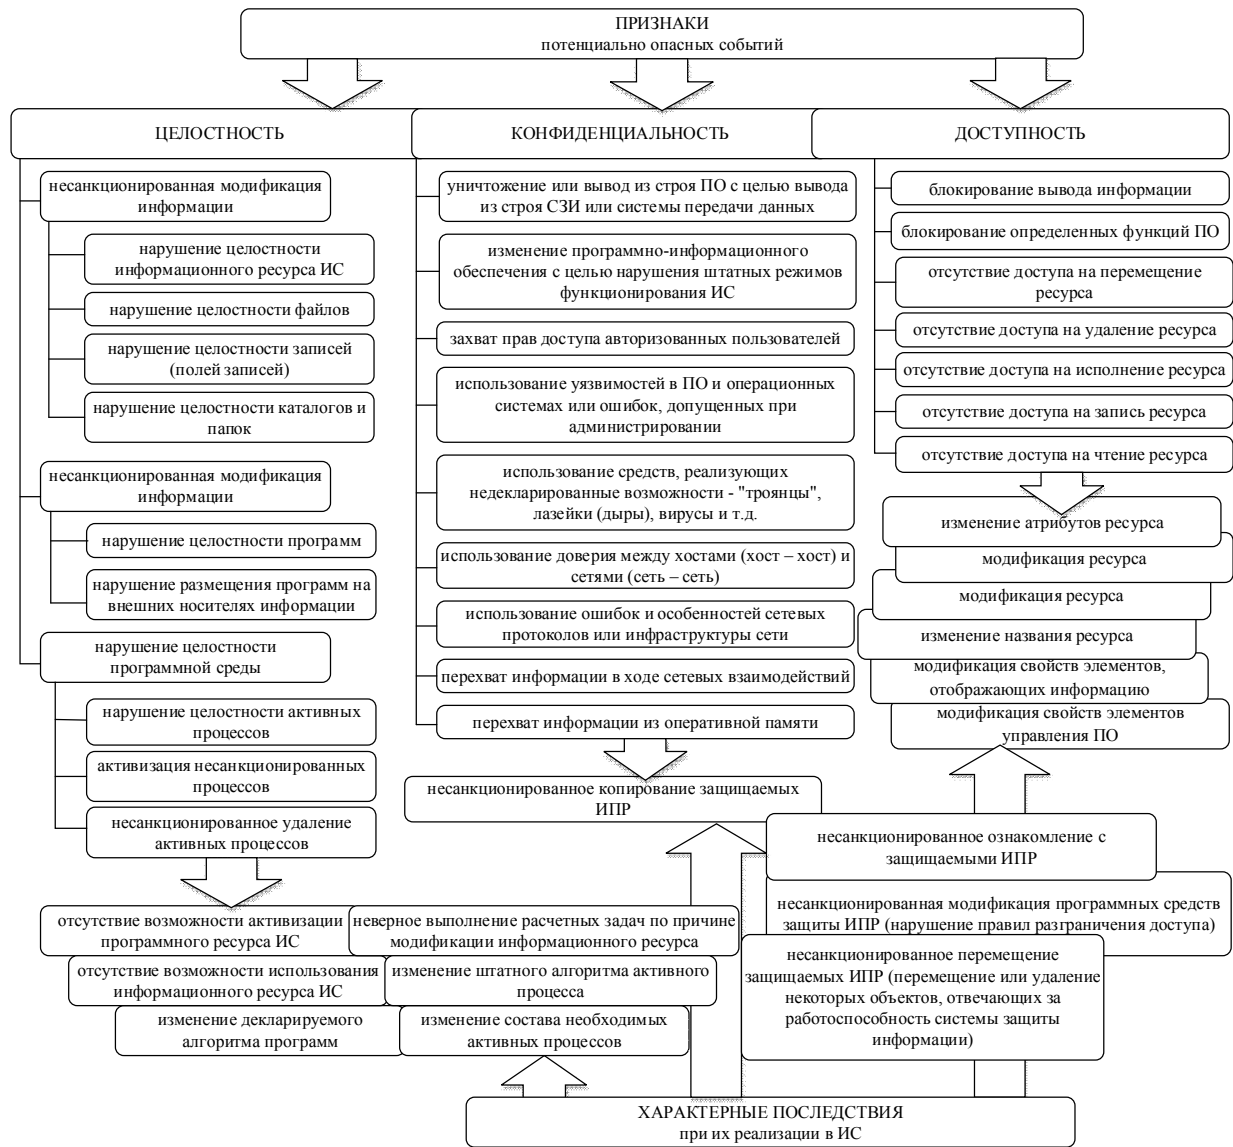 ПРИЗНАКИ
потенциально опасных событий
ЦЕЛОСТНОСТЬ
несанкционированная модификация
информации
нарушение целостности
информационного ресурса ИС
нарушение целостности файлов
нарушение целостности записей
(полей записей)
нарушение целостности каталогов и
папок
несанкционированная модификация
информации
нарушение целостности программ
нарушение размещения программ на
внешних носителях информации
нарушение целостности
программной среды
нарушение целостности активных
процессов
активизация несанкционированных
процессов
несанкционированное удаление
активных процессов
КОНФИДЕНЦИАЛЬНОСТЬ
уничтожение или вывод из строя ПО с целью вывода
из строя СЗИ или системы передачи данных
изменение программно-информационного
обеспечения с целью нарушения штатных режимов
функционирования ИС
захват прав доступа авторизованных пользователей
использование уязвимостей в ПО и операционных
системах или ошибок, допущенных при
администрировании
использование средств, реализующих
недекларированные возможности - "троянцы",
лазейки (дыры), вирусы и т.д.
использование доверия между хостами (хост – хост) и
сетями (сеть – сеть)
использование ошибок и особенностей сетевых
протоколов или инфраструктуры сети
перехват информации в ходе сетевых взаимодействий
перехват информации из оперативной памяти
ДОСТУПНОСТЬ
блокирование вывода информации
блокирование определенных функций ПО
отсутствие доступа на перемещение
ресурса
отсутствие доступа на удаление ресурса
отсутствие доступа на исполнение ресурса
отсутствие доступа на запись ресурса
отсутствие доступа на чтение ресурса
изменение атрибутов ресурса
модификация ресурса
модификация ресурса
изменение названия ресурса
модификация свойств элементов,
отображающих информацию
модификация свойств элементов
управления ПО
несанкционированное копирование защищаемых
ИПР
несанкционированное ознакомление с
защищаемыми ИПР
несанкционированная модификация программных средств
защиты ИПР (нарушение правил разграничения доступа)
несанкционированное перемещение
защищаемых ИПР (перемещение или удаление
некоторых объектов, отвечающих за
работоспособность системы защиты
информации)
отсутствие возможности активизации
программного ресурса ИС
неверное выполнение расчетных задач по причине
модификации информационного ресурса
отсутствие возможности использования
информационного ресурса ИС
изменение штатного алгоритма активного
процесса
изменение декларируемого
алгоритма программ
изменение состава необходимых
активных процессов
ХАРАКТЕРНЫЕ ПОСЛЕДСТВИЯ
при их реализации в ИС